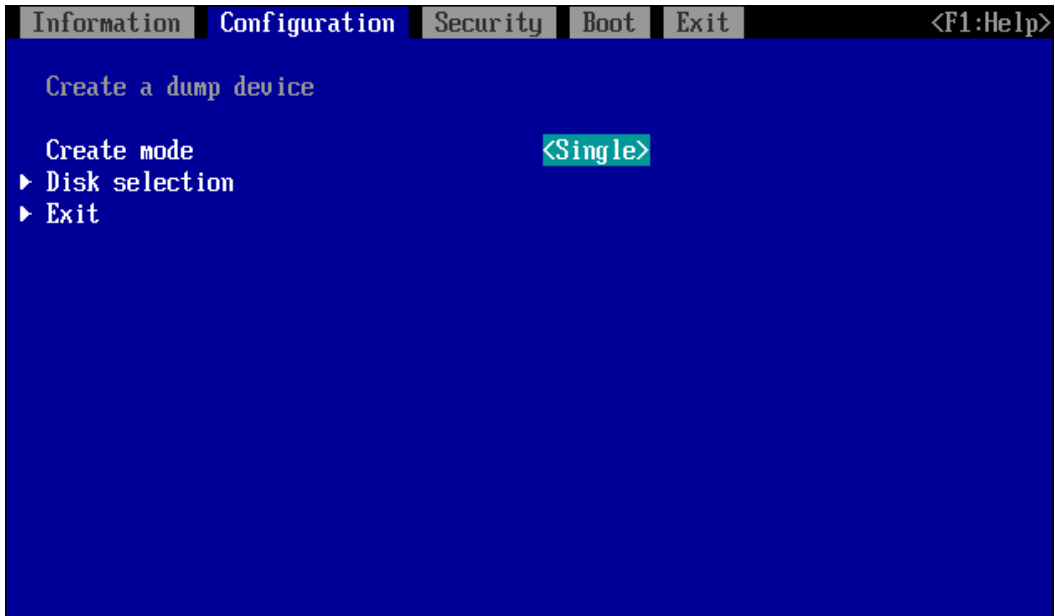 Information Configuration Security Boot Exit <F1:Help>
Create a dump device
Create mode <Single>
Disk selection
Exit